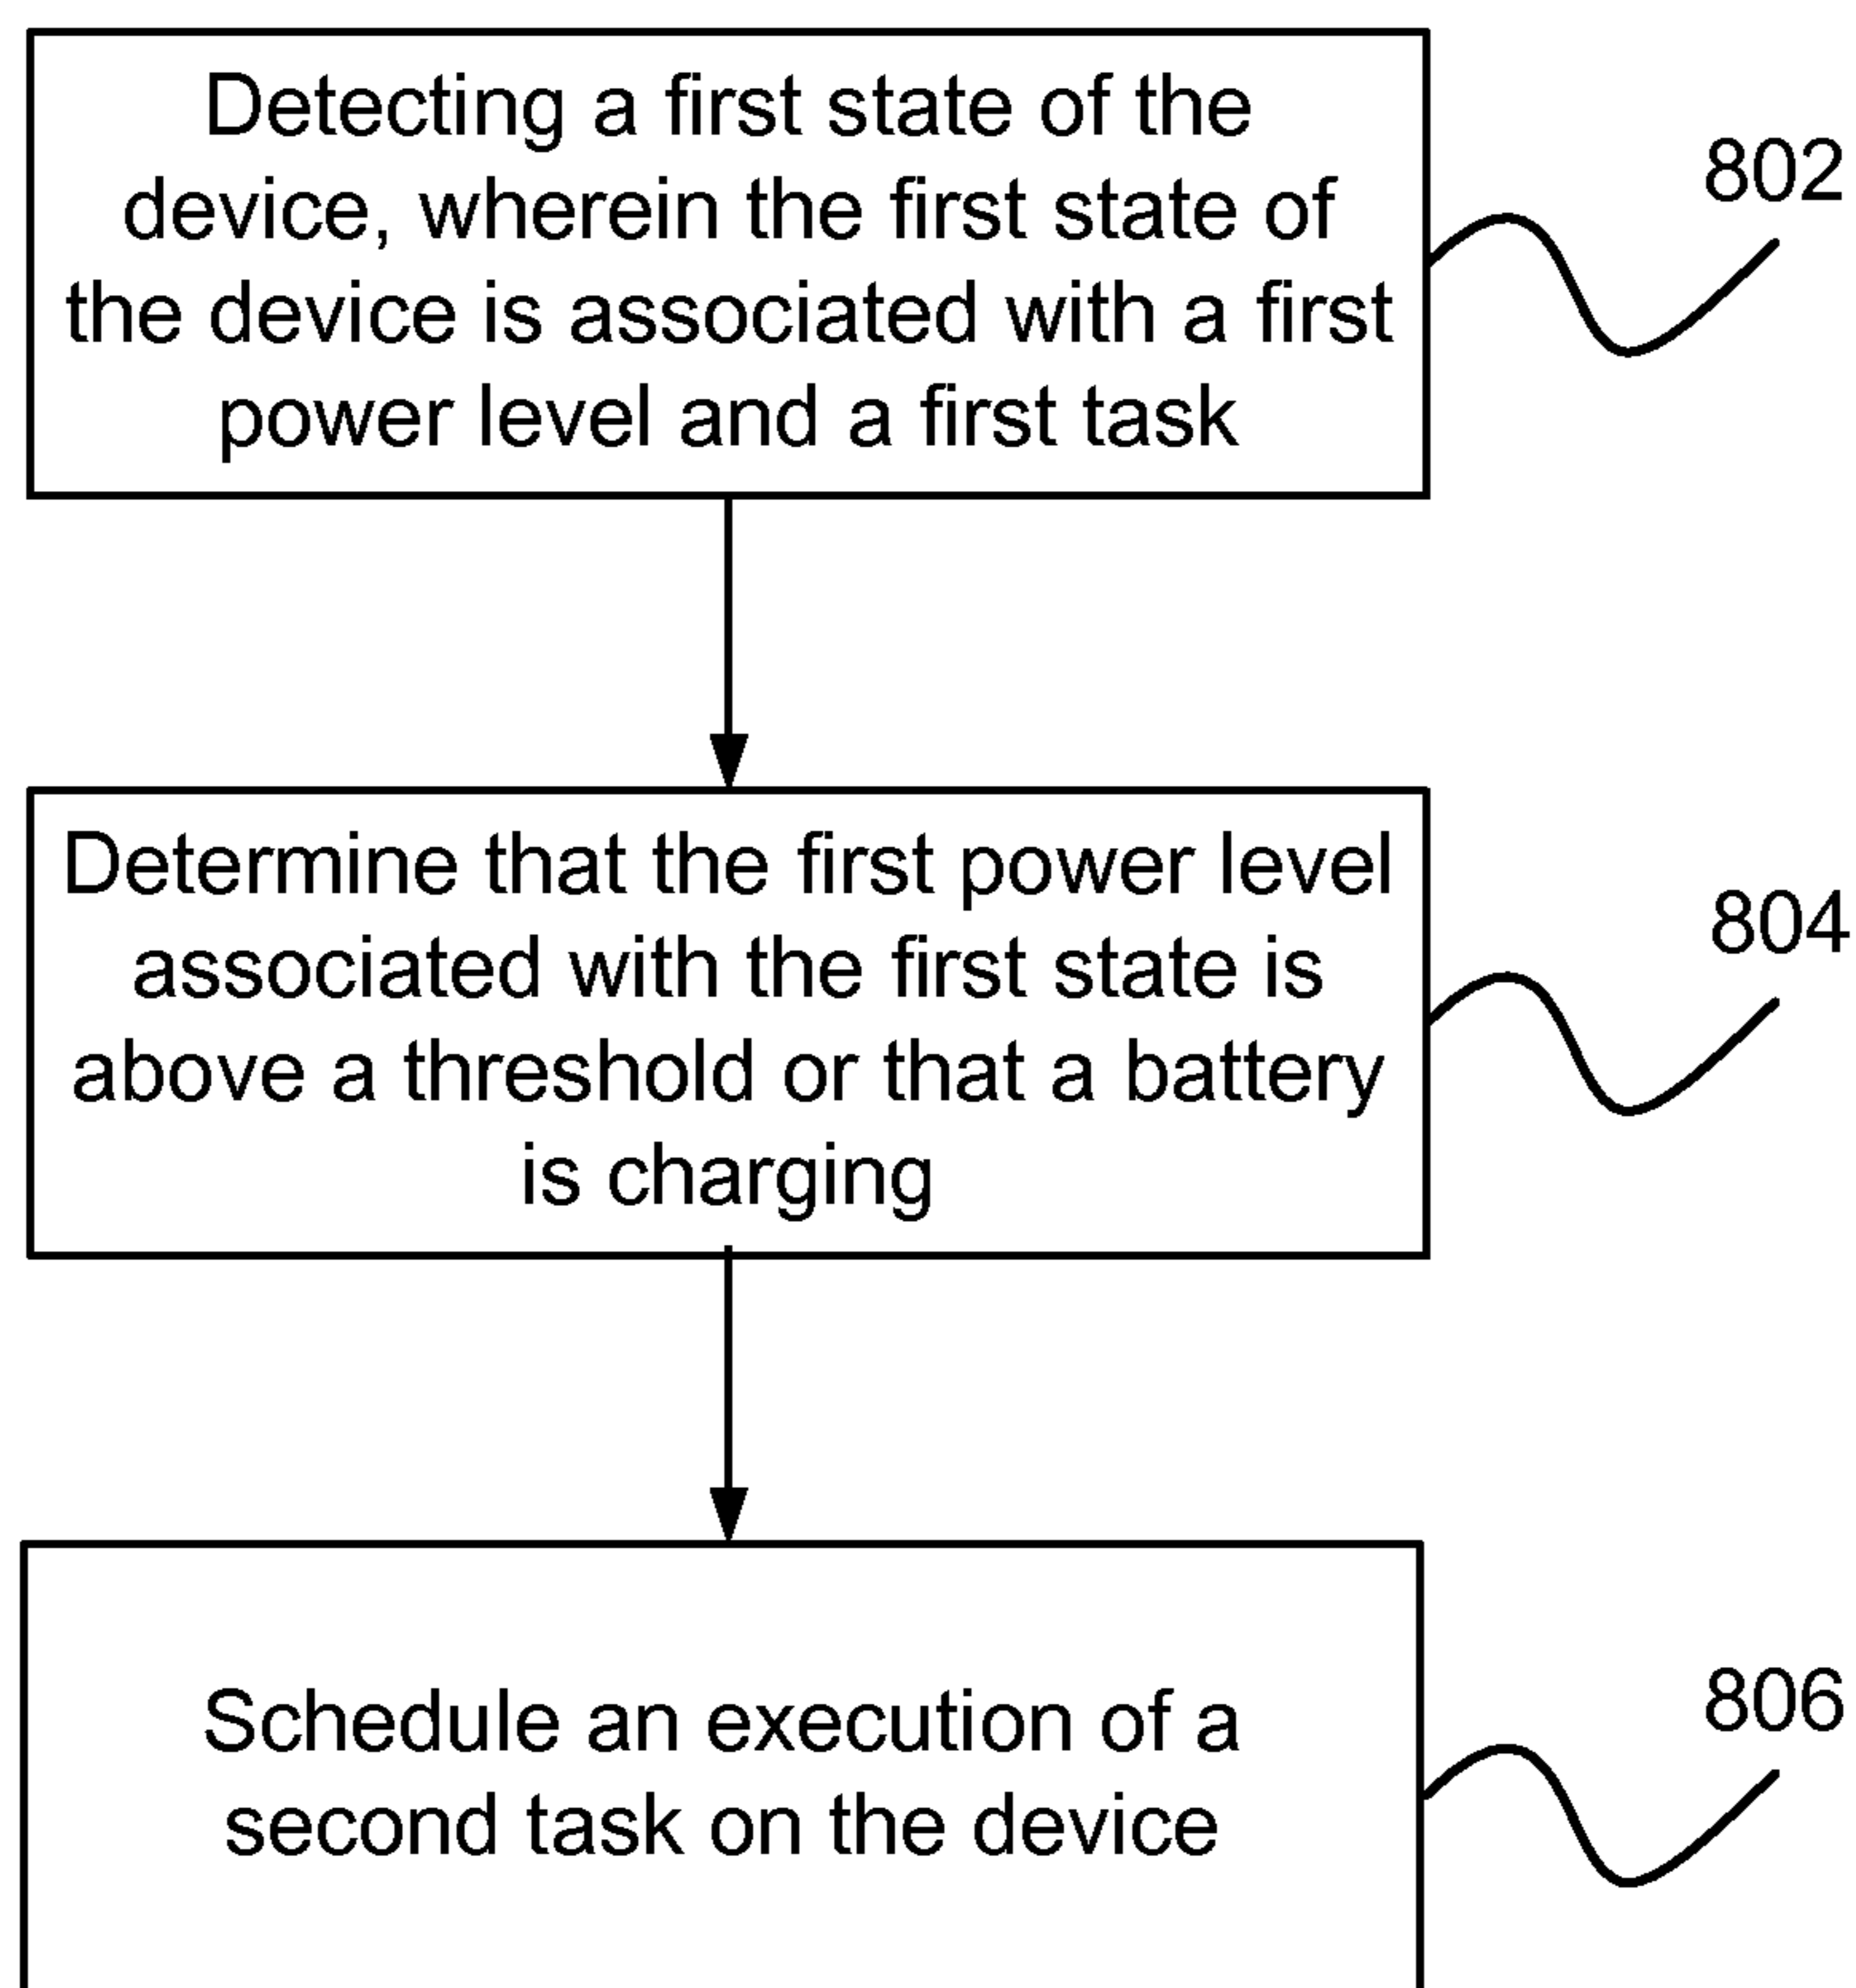 Detecting a first state of the
device, wherein the first state of
the device is associated with a first
power level and a first task
802
Determine that the first power level
associated with the first state is
above a threshold or that a battery
is charging
804
Schedule an execution of a
second task on the device
806